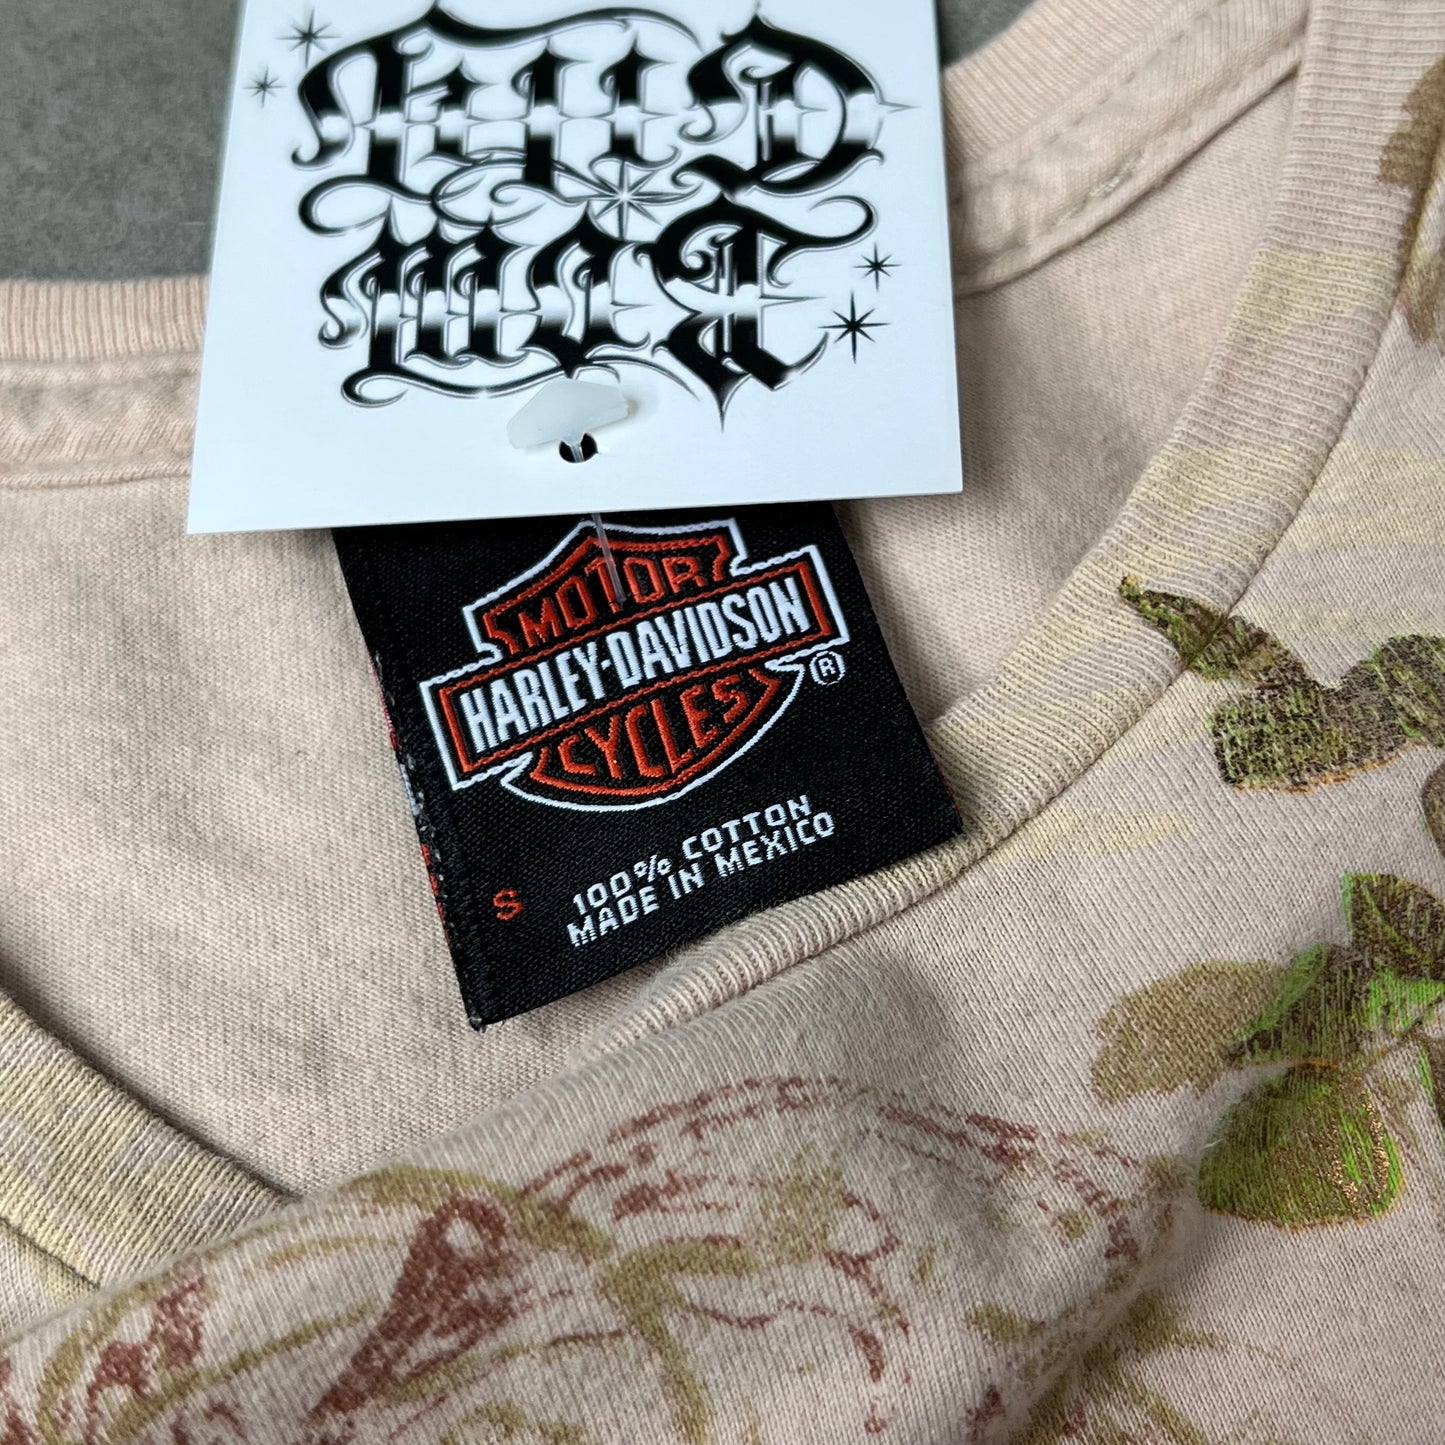 MOTOR
HARLEY-DAVIDSON
CYCLES
®
S
100% COTTON
MADE IN MEXICO